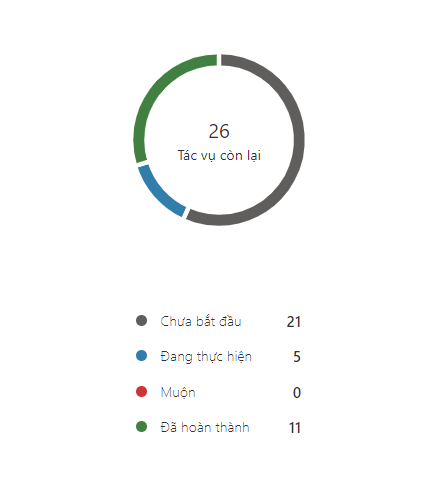 26
Tác vụ còn lại
Chưa bắt đầu 21
Đang thực hiện 5
Muộn 0
Đã hoàn thành 11